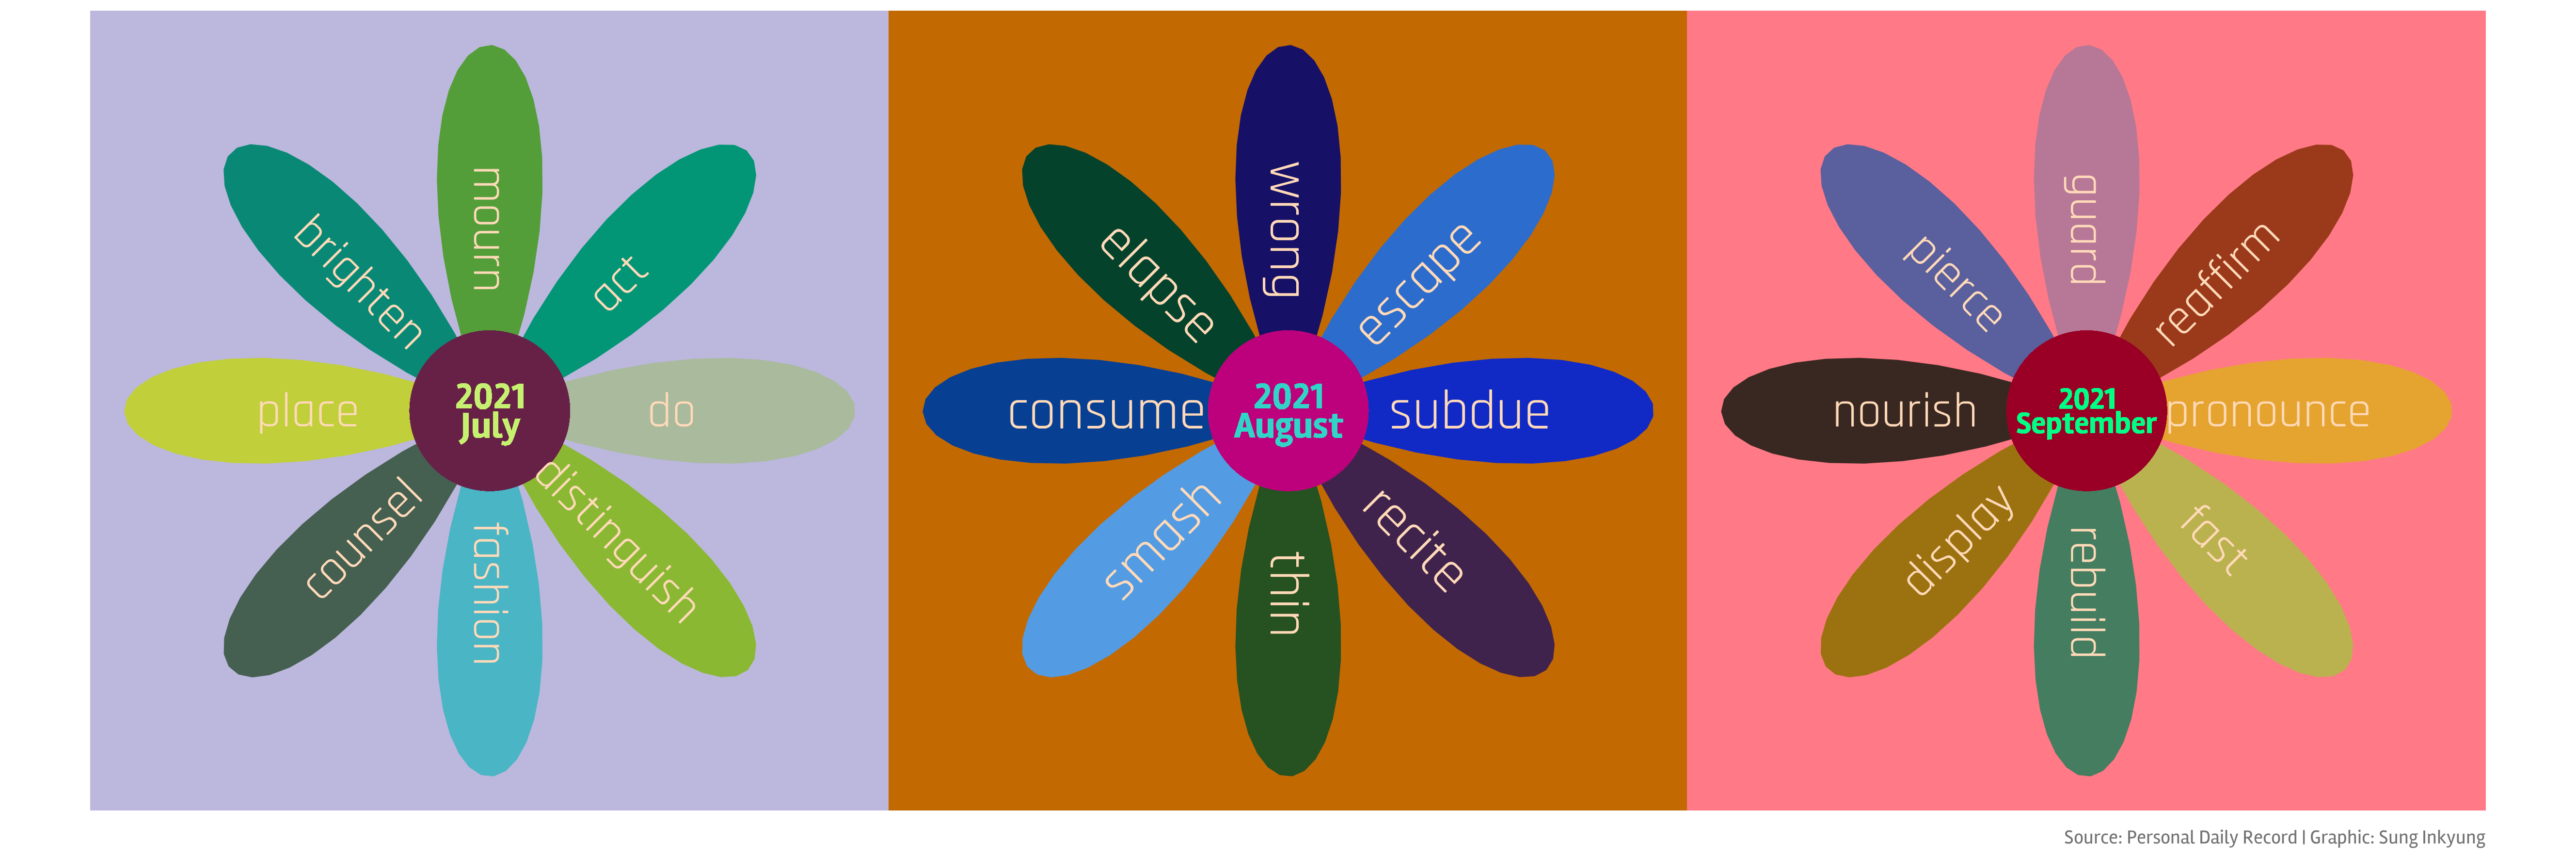 mourn
act
do
distinguish
fashion
counsel
place
brighten
2021
July
wrong
escape
subdue
recite
thin
smash
consume
elapse
2021
August
guard
reaffirm
pronounce
fast
rebuild
display
nourish
pierce
2021
September
Source: Personal Daily Record | Graphic: Sung Inkyung